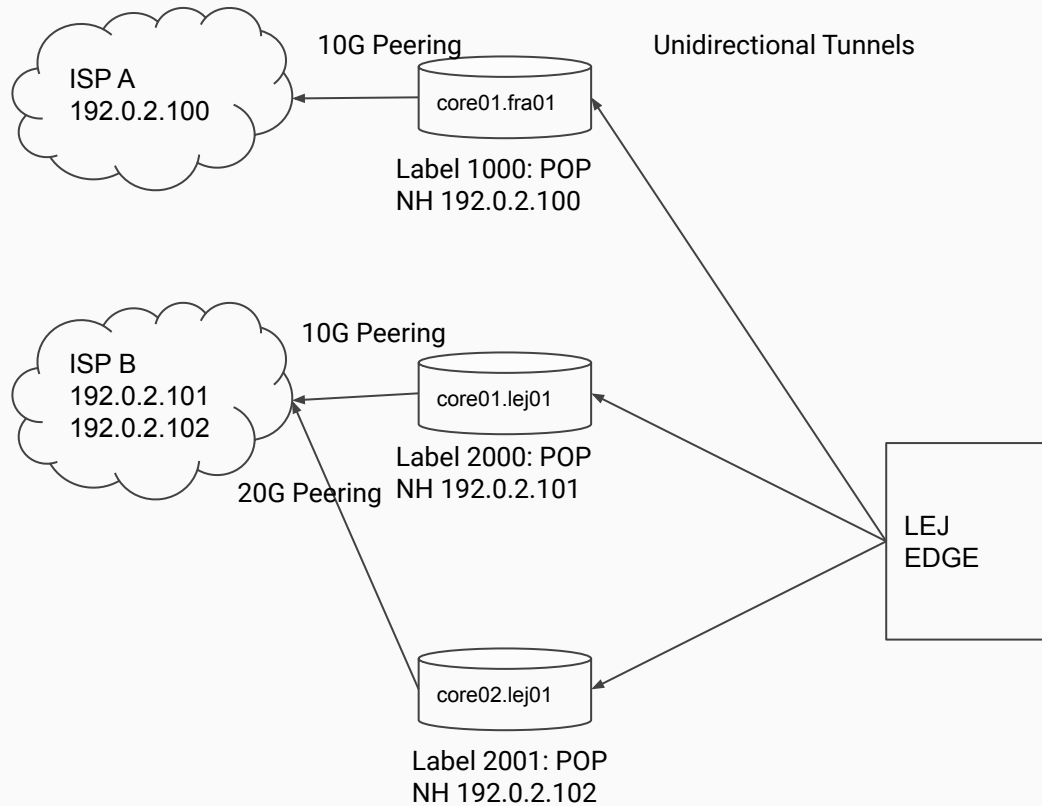 10G Peering
Unidirectional Tunnels
ISP A
192.0.2.100
core01.fra01
Label 1000: POP
NH 192.0.2.100
10G Peering
ISP B
192.0.2.101
192.0.2.102
core01.lej01
Label 2000: POP
NH 192.0.2.101
20G Peering
LEJ
EDGE
core02.lej01
Label 2001: POP
NH 192.0.2.102